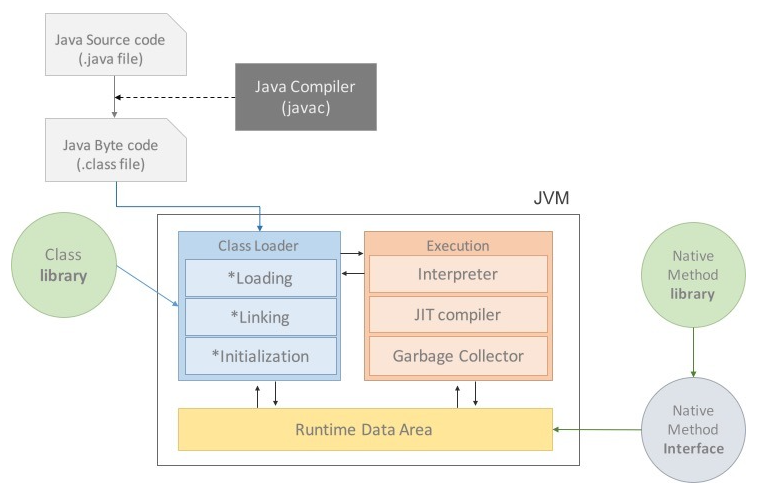 Java Source code
(.java file)
Java Compiler
(javac)
Java Byte code
(.class file)
JVM
Class
library
Class Loader
*Loading
*Linking
*Initialization
Execution
Interpreter
JIT compiler
Garbage Collector
Native
Method
library
Runtime Data Area
Native
Method
Interface